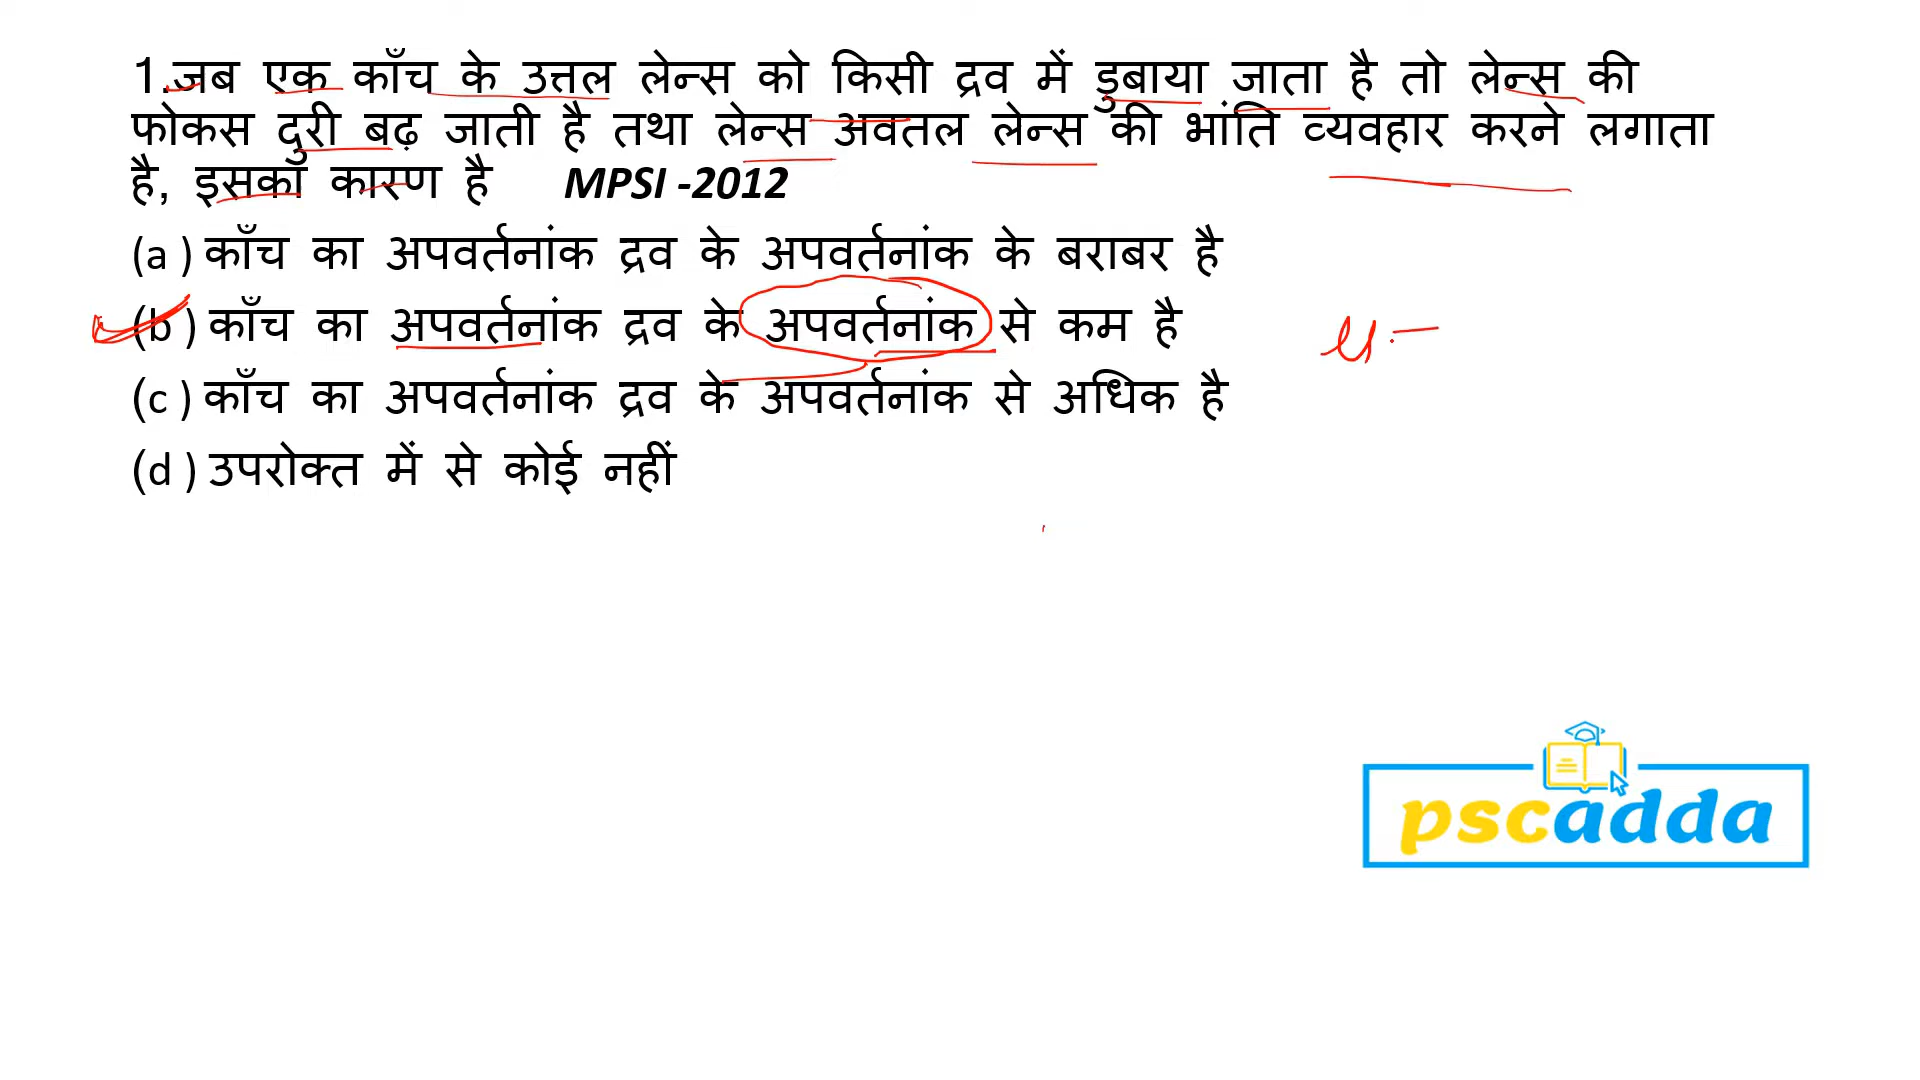 1.जब एक काँच के उत्तल लेन्स को किसी द्रव में डुबाया जाता है तो लेन्स की
फोकस दुरी बढ़ जाती है तथा लेन्स अवतल लेन्स की भांति व्यवहार करने लगाता
है, इसका कारण है MPSI -2012
(a ) काँच का अपवर्तनांक द्रव के अपवर्तनांक के बराबर है
(b ) काँच का अपवर्तनांक द्रव के अपवर्तनांक से कम है
(c ) काँच का अपवर्तनांक द्रव के अपवर्तनांक से अधिक है
(d ) उपरोक्त में से कोई नहीं
pscadda